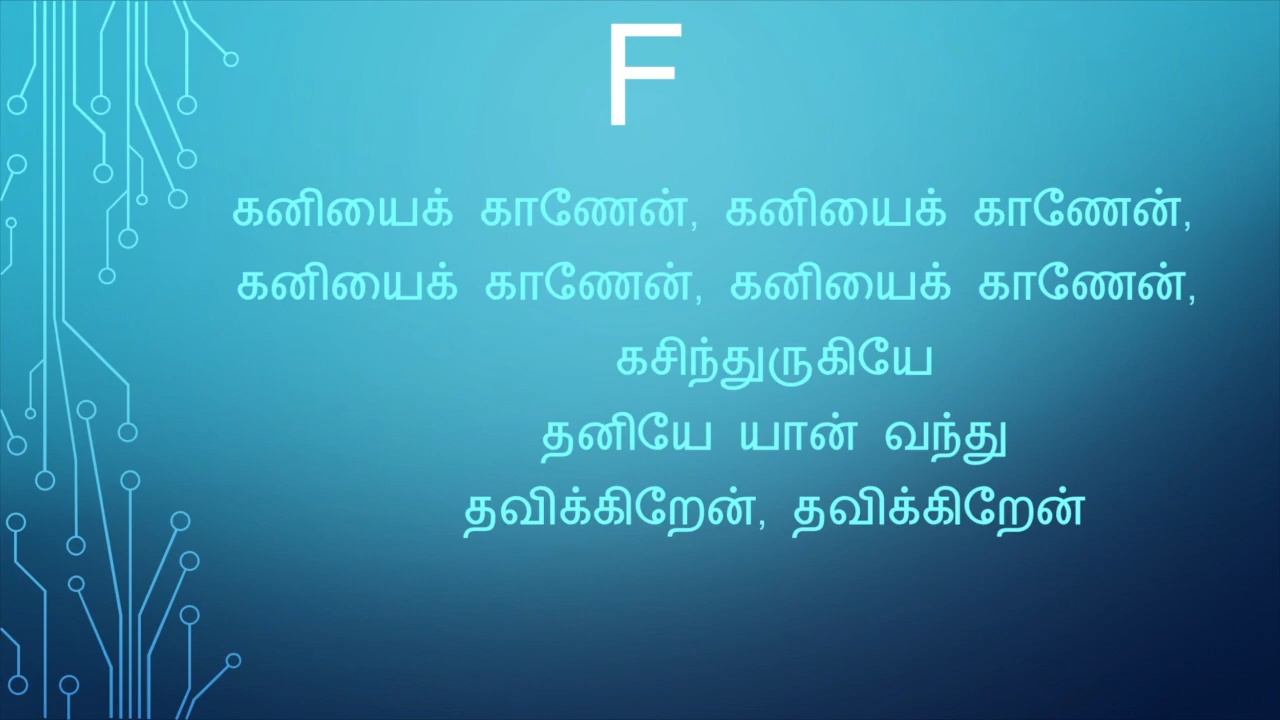 F
கனியைக் காணேன், கனியைக் காணேன்,
கனியைக் காணேன், கனியைக் காணேன்,
கசிந்துருகியே
தனியே யான் வந்து
தவிக்கிறேன், தவிக்கிறேன்